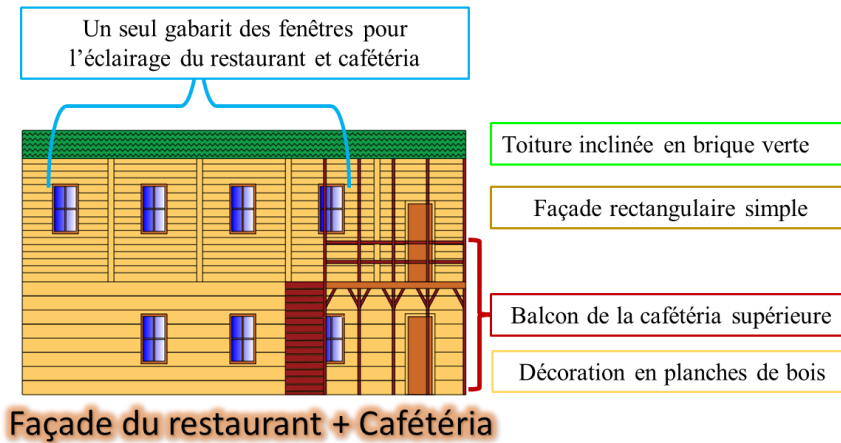 Un seul gabarit des fenêtres pour
l’éclairage du restaurant et cafétéria
Toiture inclinée en brique verte
Façade rectangulaire simple
Balcon de la cafétéria supérieure
Décoration en planches de bois
Façade du restaurant + Cafétéria